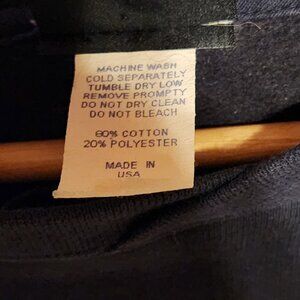 MACHINE WASH
COLD SEPARATELY
TUMBLE DRY LOW
REMOVE PROMPTY
DO NOT DRY CLEAN
DO NOT BLEACH
80% COTTON
20% POLYESTER
MADE IN
USA